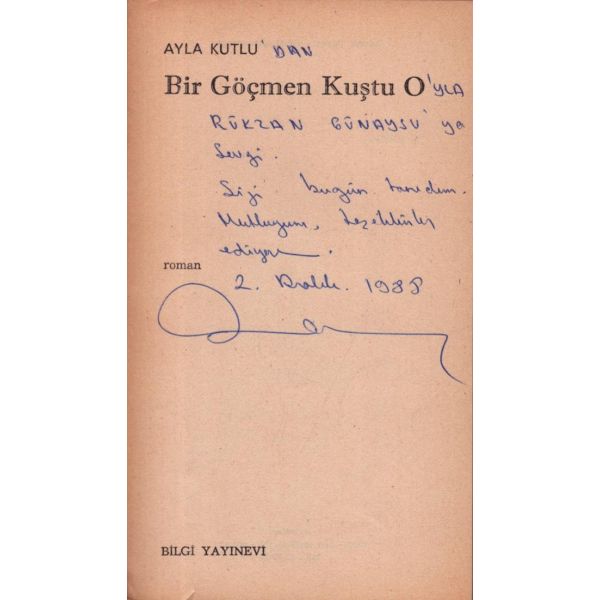 AYLA KUTLU'DAN
Bir Göçmen Kuştu O'YLA
RÜKZAN GÜNAYSU'ya
Sevgi.
Sizi bugün tanıdım.
Mutluyum, teşekkürler
ediyorum.
roman
2. Aralık. 1988
BİLGİ YAYINEVİ